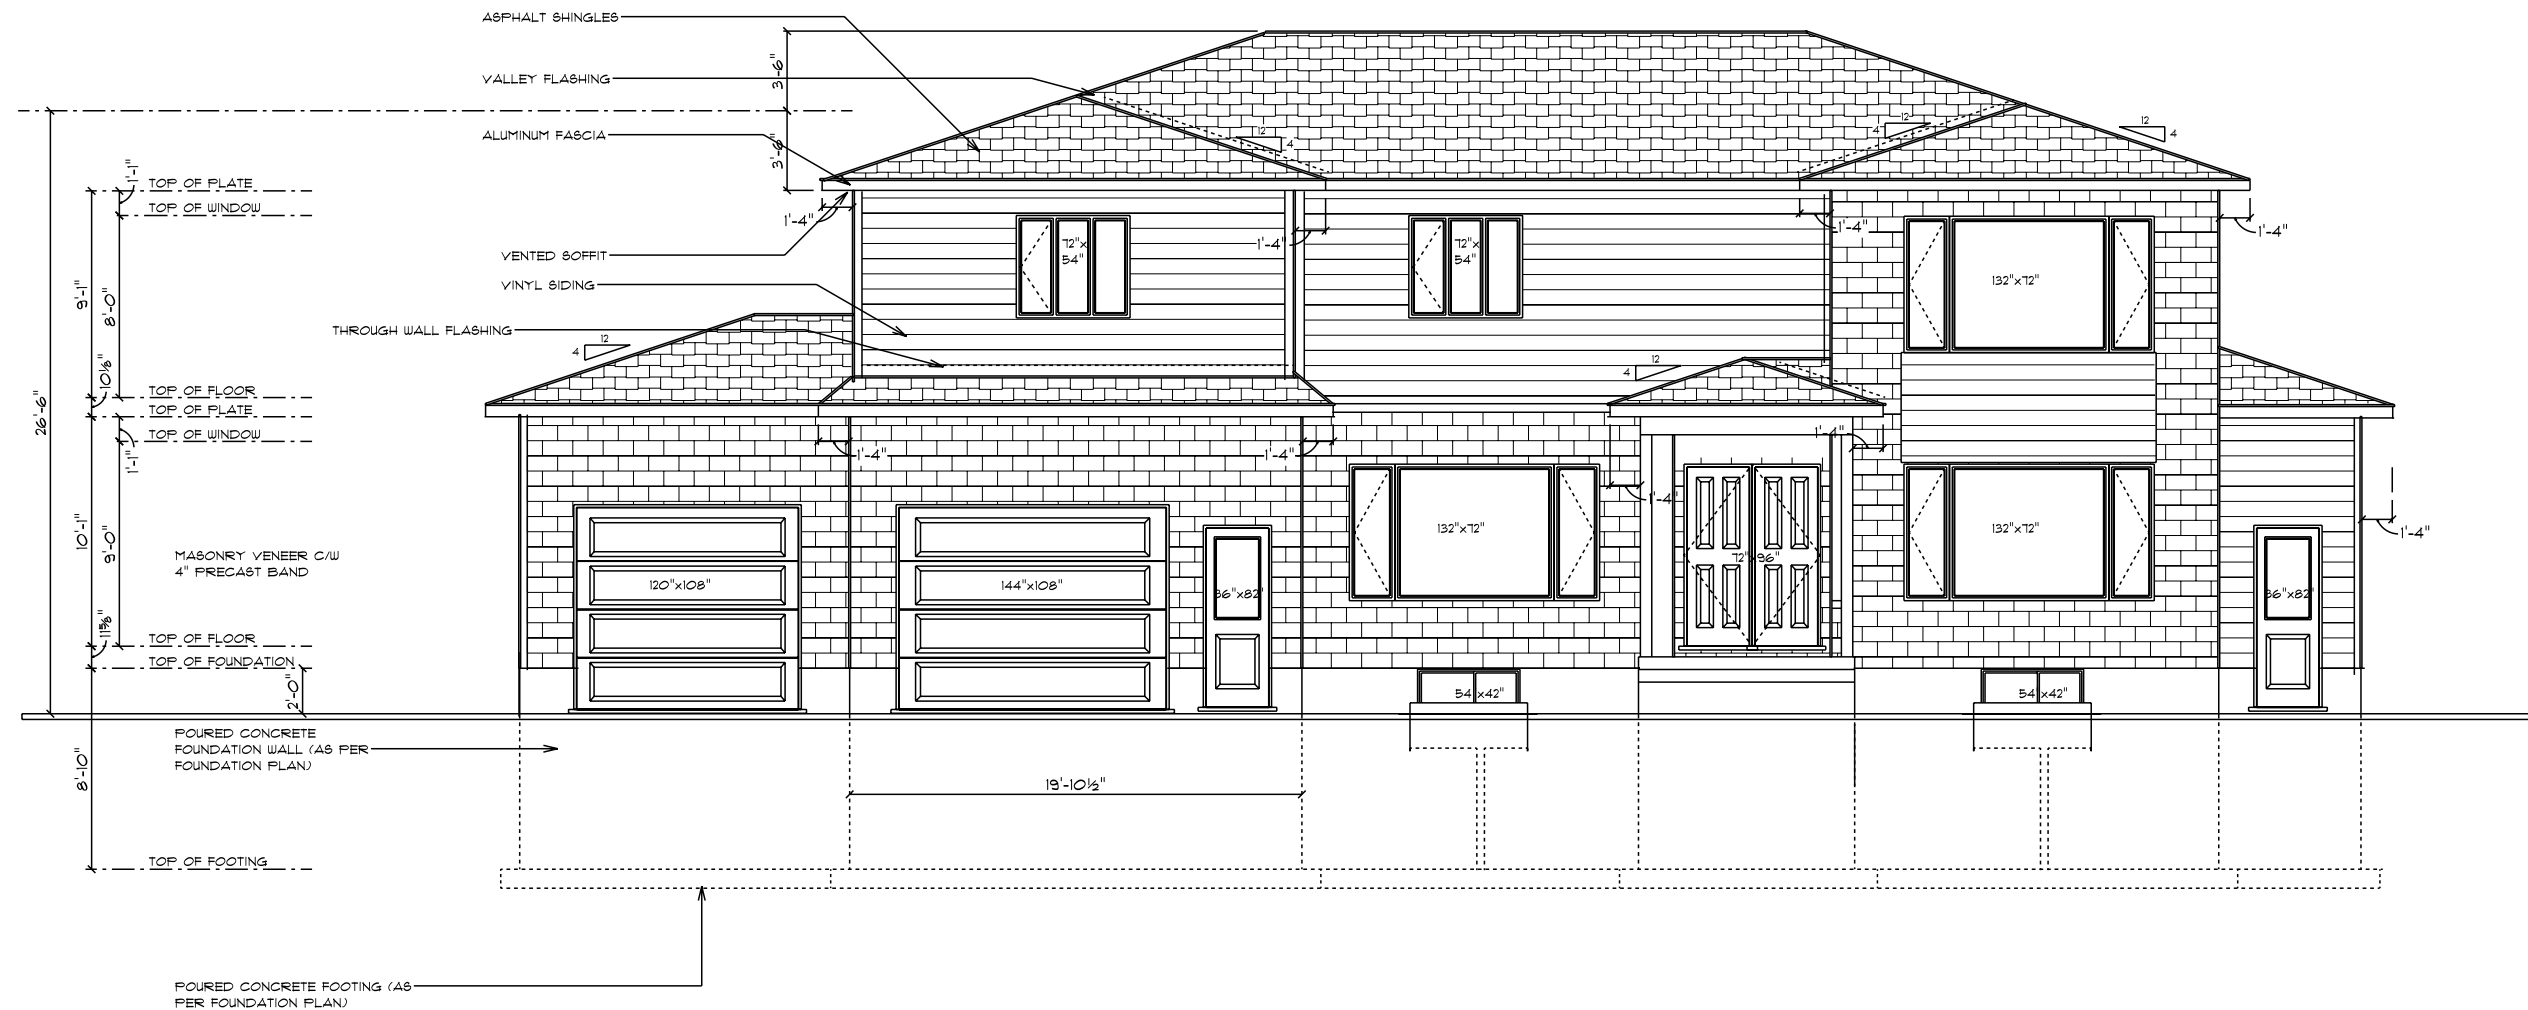 ASPHALT SHINGLES
VALLEY FLASHING
ALUMINUM FASCIA
VENTED SOFFIT
VINYL SIDING
THROUGH WALL FLASHING
3'-6"
3'-6"
12
4
12
4
12
4
12
4
12
4
1'-1"
TOP OF PLATE
TOP OF WINDOW
9'-1"
8'-0"
10⅛"
TOP OF FLOOR
TOP OF PLATE
TOP OF WINDOW
1'-1"
26'-6"
10'-1"
9'-0"
MASONRY VENEER C/W
4" PRECAST BAND
11⅝"
TOP OF FLOOR
TOP OF FOUNDATION
2'-0"
POURED CONCRETE
FOUNDATION WALL (AS PER
FOUNDATION PLAN)
8'-10"
TOP OF FOOTING
POURED CONCRETE FOOTING (AS
PER FOUNDATION PLAN)
1'-4"
1'-4"
1'-4"
1'-4"
72"x
54"
72"x
54"
132"x72"
1'-4"
1'-4"
1'-4"
1'-4"
1'-4"
120"x108"
144"x108"
36"x82"
132"x72"
72"x96"
132"x72"
36"x82"
54"x42"
54"x42"
19'-10½"